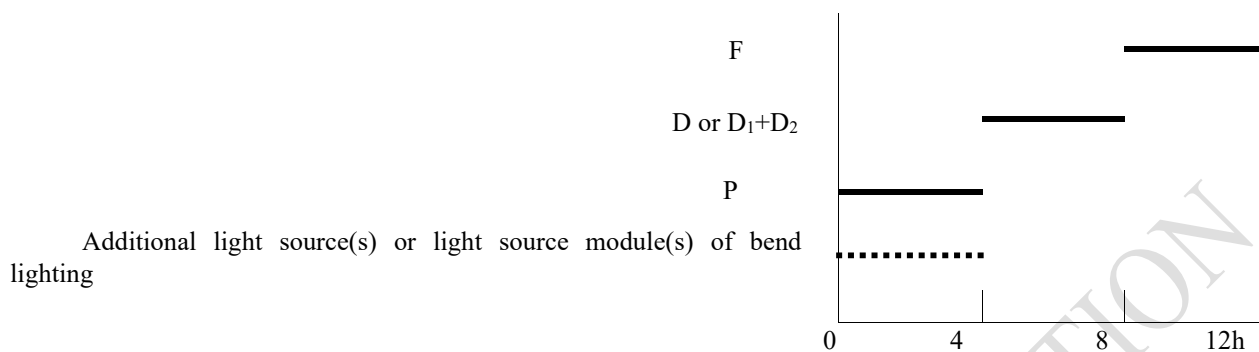 F
D or D₁+D₂
P
Additional light source(s) or light source module(s) of bend
lighting
0 4 8 12h